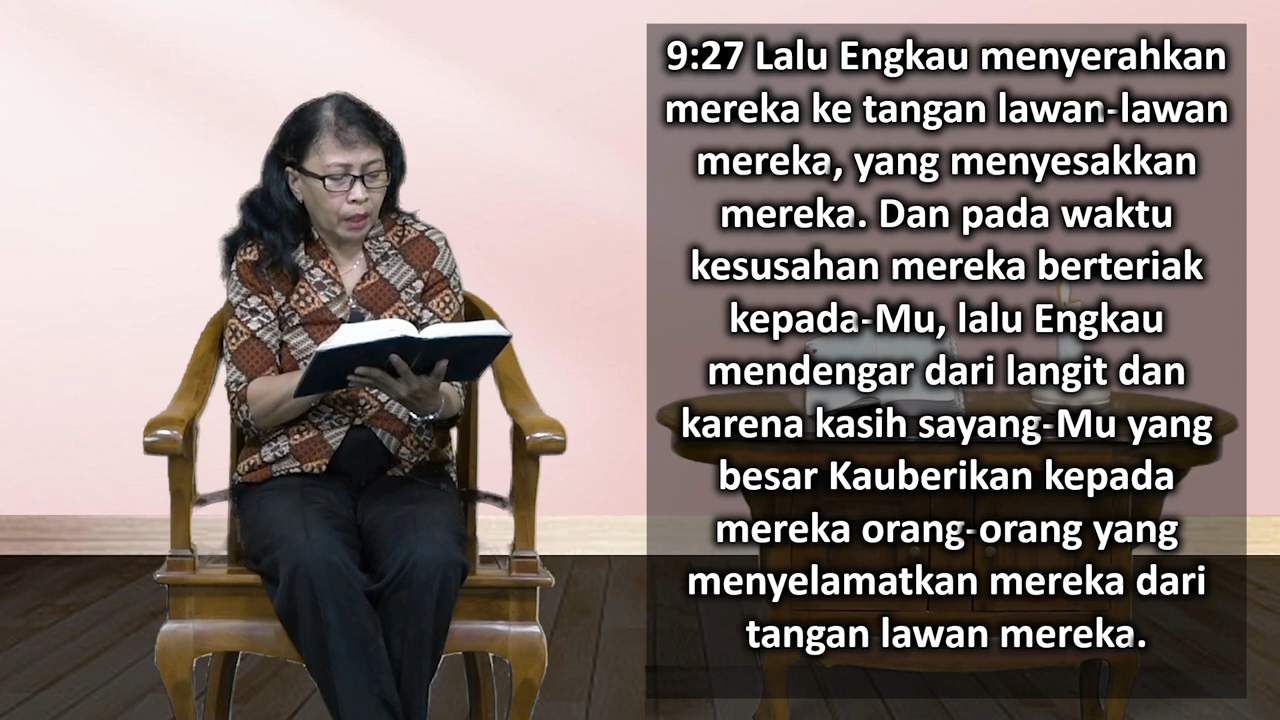 9:27 Lalu Engkau menyerahkan
mereka ke tangan lawan-lawan
mereka, yang menyesakkan
mereka. Dan pada waktu
kesusahan mereka berteriak
kepada-Mu, lalu Engkau
mendengar dari langit dan
karena kasih sayang-Mu yang
besar Kauberikan kepada
mereka orang-orang yang
menyelamatkan mereka dari
tangan lawan mereka.